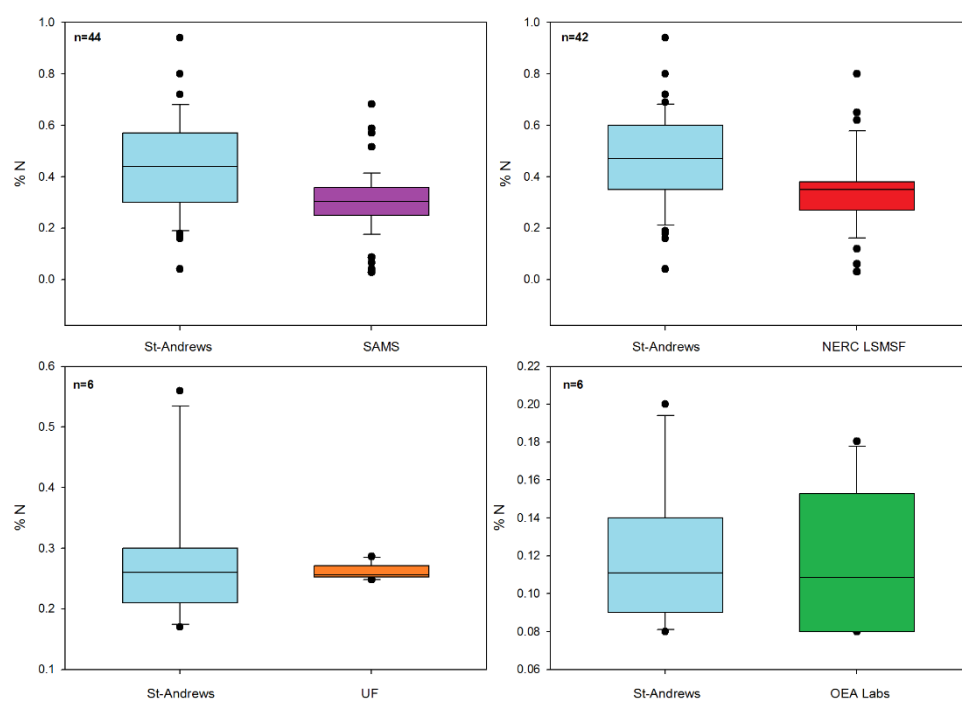 n=44
1.0
0.8
0.6
0.4
0.2
0.0
% N
St-Andrews
SAMS
n=42
1.0
0.8
0.6
0.4
0.2
0.0
% N
St-Andrews
NERC LSMSF
n=6
0.6
0.5
0.4
0.3
0.2
0.1
% N
St-Andrews
UF
n=6
0.22
0.20
0.18
0.16
0.14
0.12
0.10
0.08
0.06
% N
St-Andrews
OEA Labs